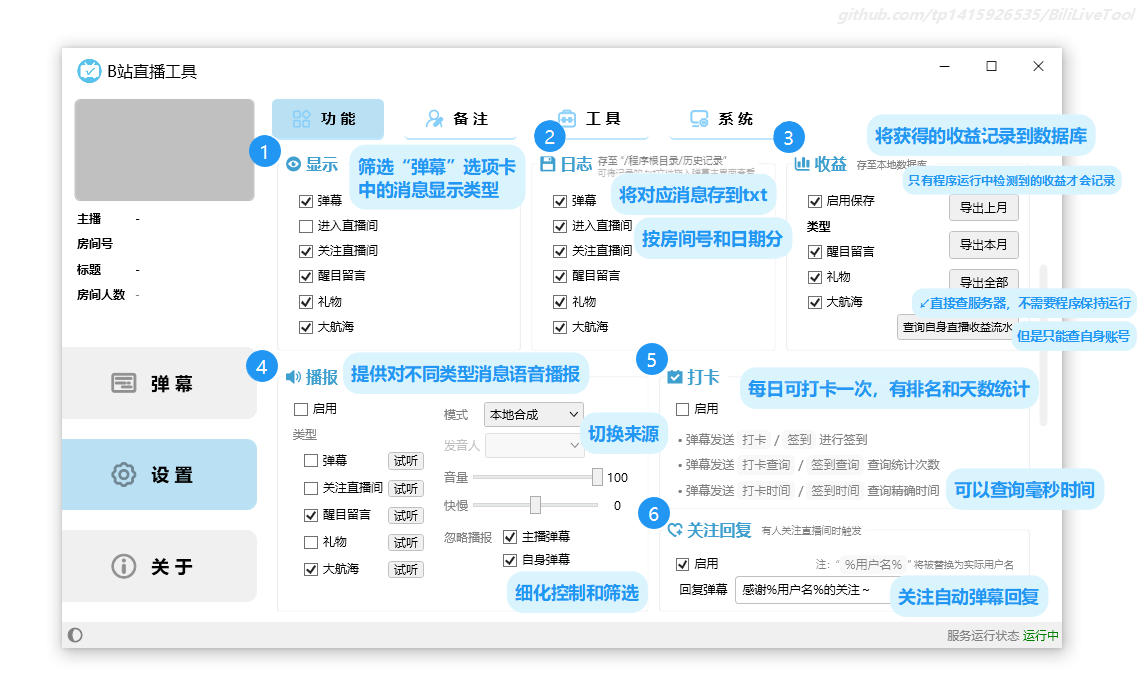 github.com/tp1415926535/BiliLiveTool
B站直播工具
功能
备注
工具
系统
主播 -
房间号
标题 -
房间人数 -
弹幕
设置
关于
1
显示
筛选“弹幕”选项卡
中的消息显示类型
弹幕
进入直播间
关注直播间
醒目留言
礼物
大航海
2
日志
存至 “/程序根目录/历史记录”
将对应消息存到txt
按房间号和日期分
弹幕
进入直播间
关注直播间
醒目留言
礼物
大航海
3
将获得的收益记录到数据库
收益
存至本地数据库
只有程序运行中检测到的收益才会记录
启用保存
导出上月
类型
导出本月
醒目留言
礼物
导出全部
大航海
↙直接查服务器，不需要程序保持运行
查询自身直播收益流水
但是只能查自身账号
4
播报
提供对不同类型消息语音播报
启用
类型
弹幕 试听
关注直播间 试听
醒目留言 试听
礼物 试听
大航海 试听
模式 本地合成
切换来源
发音人
音量 100
快慢 0
忽略播报 主播弹幕
自身弹幕
细化控制和筛选
5
打卡
每日可打卡一次，有排名和天数统计
启用
• 弹幕发送 打卡 / 签到 进行签到
• 弹幕发送 打卡查询 / 签到查询 查询统计次数
• 弹幕发送 打卡时间 / 签到时间 查询精确时间
可以查询毫秒时间
6
关注回复
有人关注直播间时触发
启用
注：“ %用户名% ” 将被替换为实际用户名
回复弹幕 感谢%用户名%的关注～
关注自动弹幕回复
服务运行状态 运行中